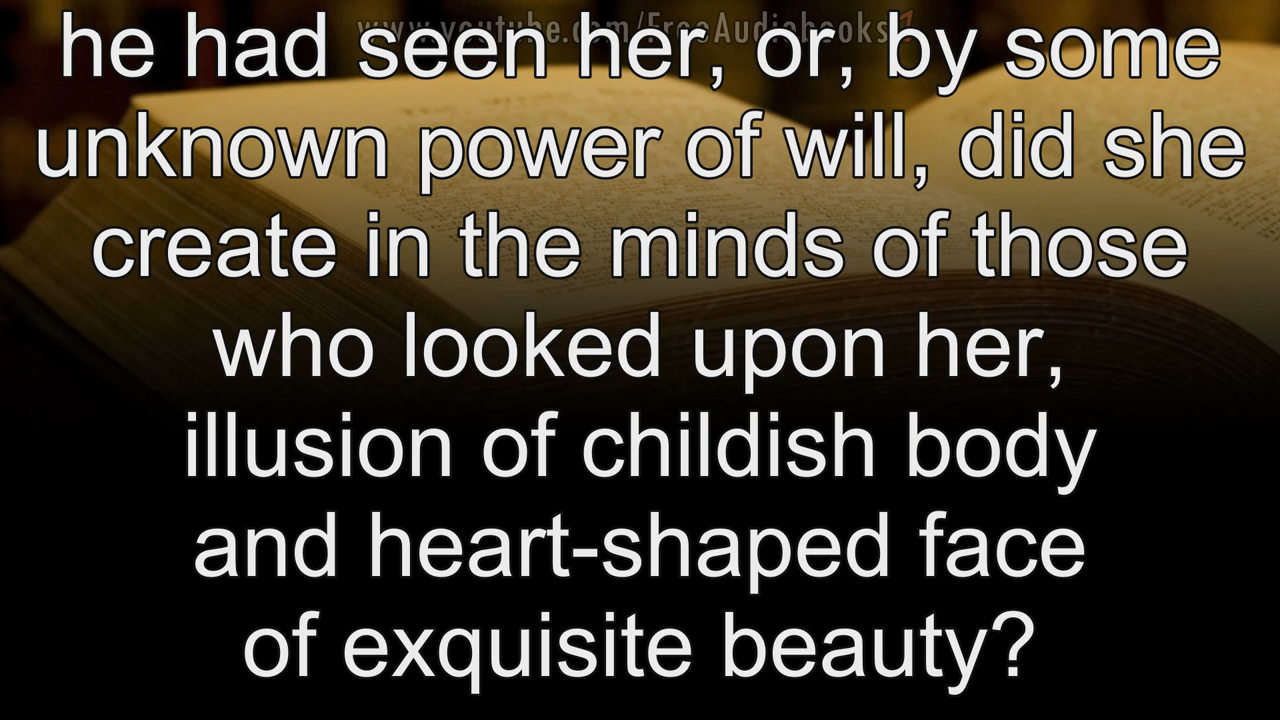 www.youtube.com/FreeAudiobooks
he had seen her, or, by some
unknown power of will, did she
create in the minds of those
who looked upon her,
illusion of childish body
and heart-shaped face
of exquisite beauty?